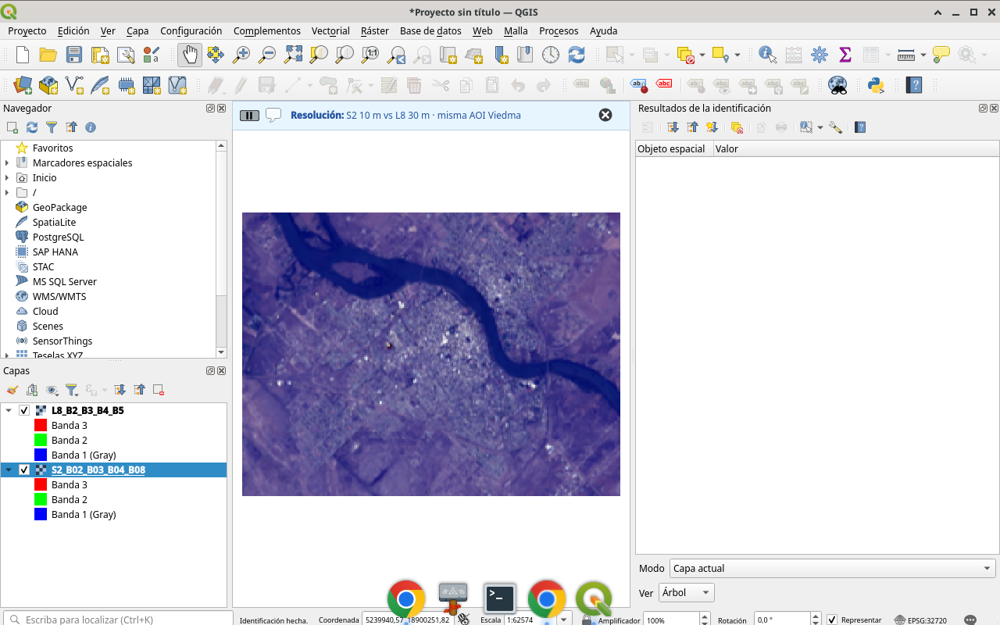 *Proyecto sin título — QGIS
Proyecto Edición Ver Capa Configuración Complementos Vectorial Ráster Base de datos Web Malla Procesos Ayuda
Navegador
Favoritos
Marcadores espaciales
Inicio
/
GeoPackage
SpatiaLite
PostgreSQL
SAP HANA
STAC
MS SQL Server
WMS/WMTS
Cloud
Scenes
SensorThings
Teselas XYZ
Capas
L8_B2_B3_B4_B5
Banda 3
Banda 2
Banda 1 (Gray)
S2_B02_B03_B04_B08
Banda 3
Banda 2
Banda 1 (Gray)
Resolución: S2 10 m vs L8 30 m · misma AOI Viedma
Resultados de la identificación
Objeto espacial Valor
Modo Capa actual
Ver Árbol
Escriba para localizar (Ctrl+K)
Identificación hecha. Coordenada 5239940,57 18900251,82 Escala 1:62574 Amplificador 100% Rotación 0,0 ° Representar EPSG:32720